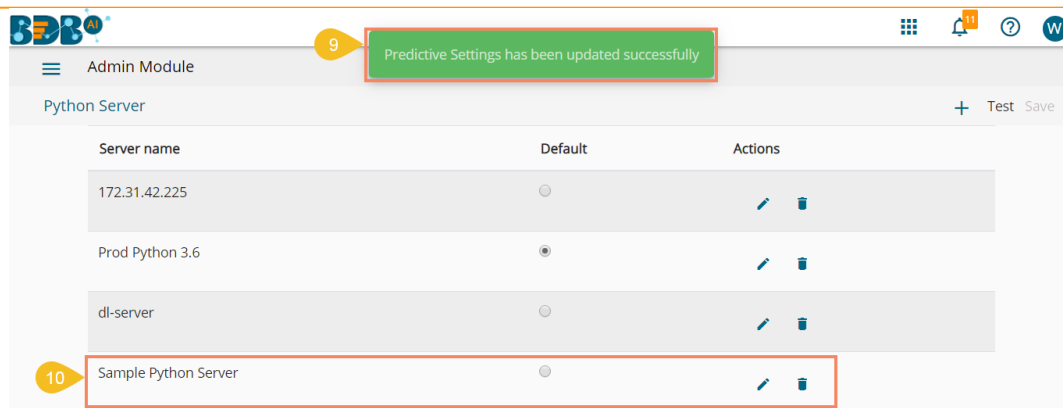 BDB AI
11
W
9
Predictive Settings has been updated successfully
Admin Module
Python Server
+ Test Save
Server name Default Actions
172.31.42.225
Prod Python 3.6
dl-server
10
Sample Python Server